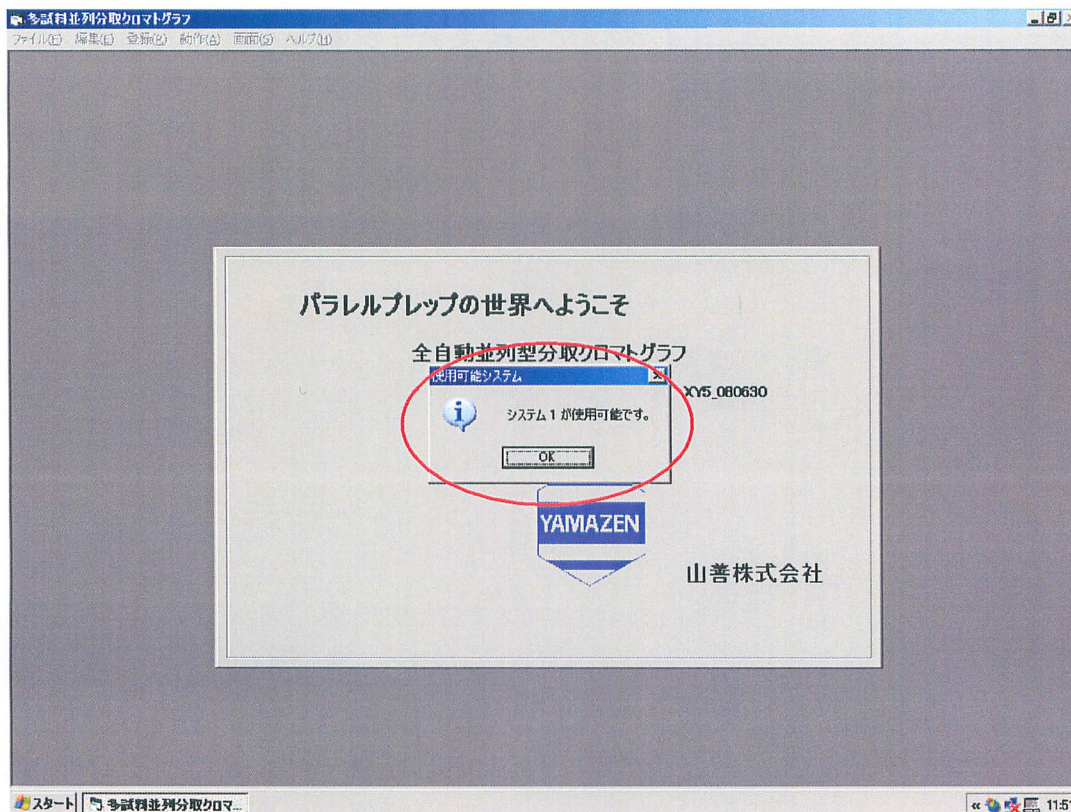 多試料並列分取クロマトグラフ
ファイル(F) 編集(E) 登録(R) 動作(A) 画面(S) ヘルプ(H)
パラレルプレップの世界へようこそ
全自動並列型分取クロマトグラフ
使用可能システム
XY5_080630
システム 1 が使用可能です。
OK
YAMAZEN
山善株式会社
スタート 多試料並列分取クロマ... « 11:51